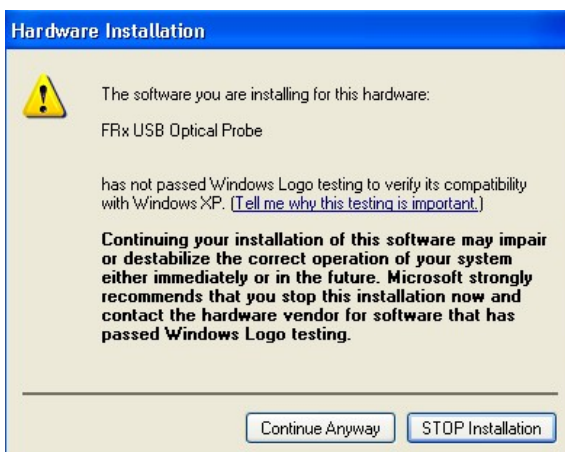 Hardware Installation
The software you are installing for this hardware:
FRx USB Optical Probe
has not passed Windows Logo testing to verify its compatibility
with Windows XP. (Tell me why this testing is important.)
Continuing your installation of this software may impair
or destabilize the correct operation of your system
either immediately or in the future. Microsoft strongly
recommends that you stop this installation now and
contact the hardware vendor for software that has
passed Windows Logo testing.
Continue Anyway
STOP Installation